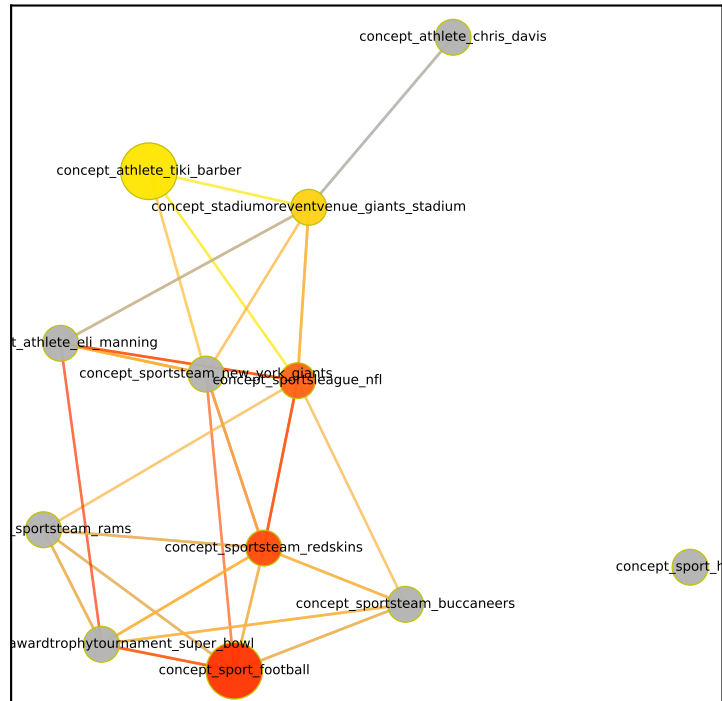 concept_athlete_chris_davis
concept_athlete_tiki_barber
concept_stadiumoreventvenue_giants_stadium
t_athlete_eli_manning
concept_sportsteam_new_york_giants
concept_sportsleague_nfl
_sportsteam_rams
concept_sportsteam_redskins
concept_sport_h
concept_sportsteam_buccaneers
awardtrophytournament_super_bowl
concept_sport_football